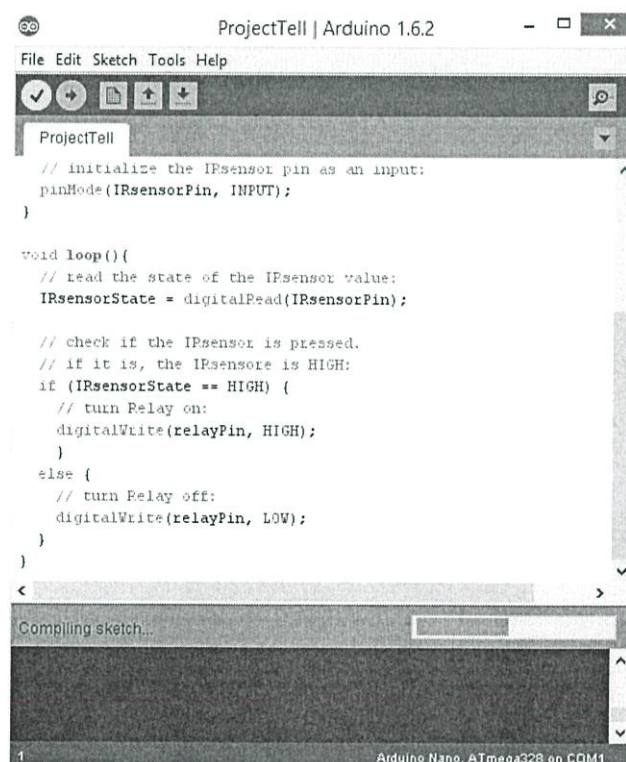 ProjectTell | Arduino 1.6.2
File Edit Sketch Tools Help
ProjectTell
// initialize the IRsensor pin as an input:
pinMode(IRsensorPin, INPUT);
}
void loop(){
// read the state of the IRsensor value:
IRsensorState = digitalRead(IRsensorPin);
// check if the IRsensor is pressed.
// if it is, the IRsensore is HIGH:
if (IRsensorState == HIGH) {
// turn Relay on:
digitalWrite(relayPin, HIGH);
}
else {
// turn Relay off:
digitalWrite(relayPin, LOW);
}
}
Compiling sketch...
1
Arduino Nano, ATmega328 on COM1